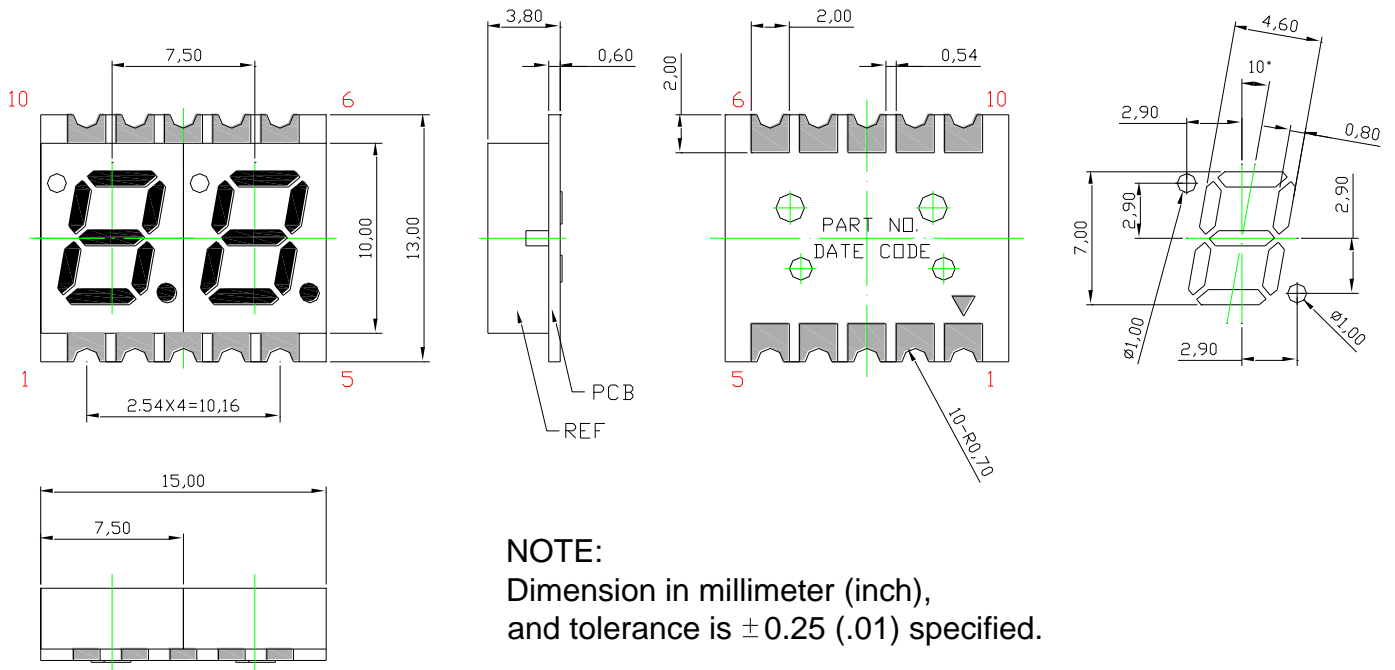 7,50
10
6
10,00
13,00
1
5
2.54X4=10,16
3,80
0,60
PCB
REF
2,00
0,54
2,00
6
10
PART NO.
DATE CODE
5
1
10-R0,70
4,60
10°
2,90
0,80
2,90
2,90
7,00
ø1,00
ø1,00
2,90
15,00
7,50
NOTE:
Dimension in millimeter (inch),
and tolerance is ±0.25 (.01) specified.